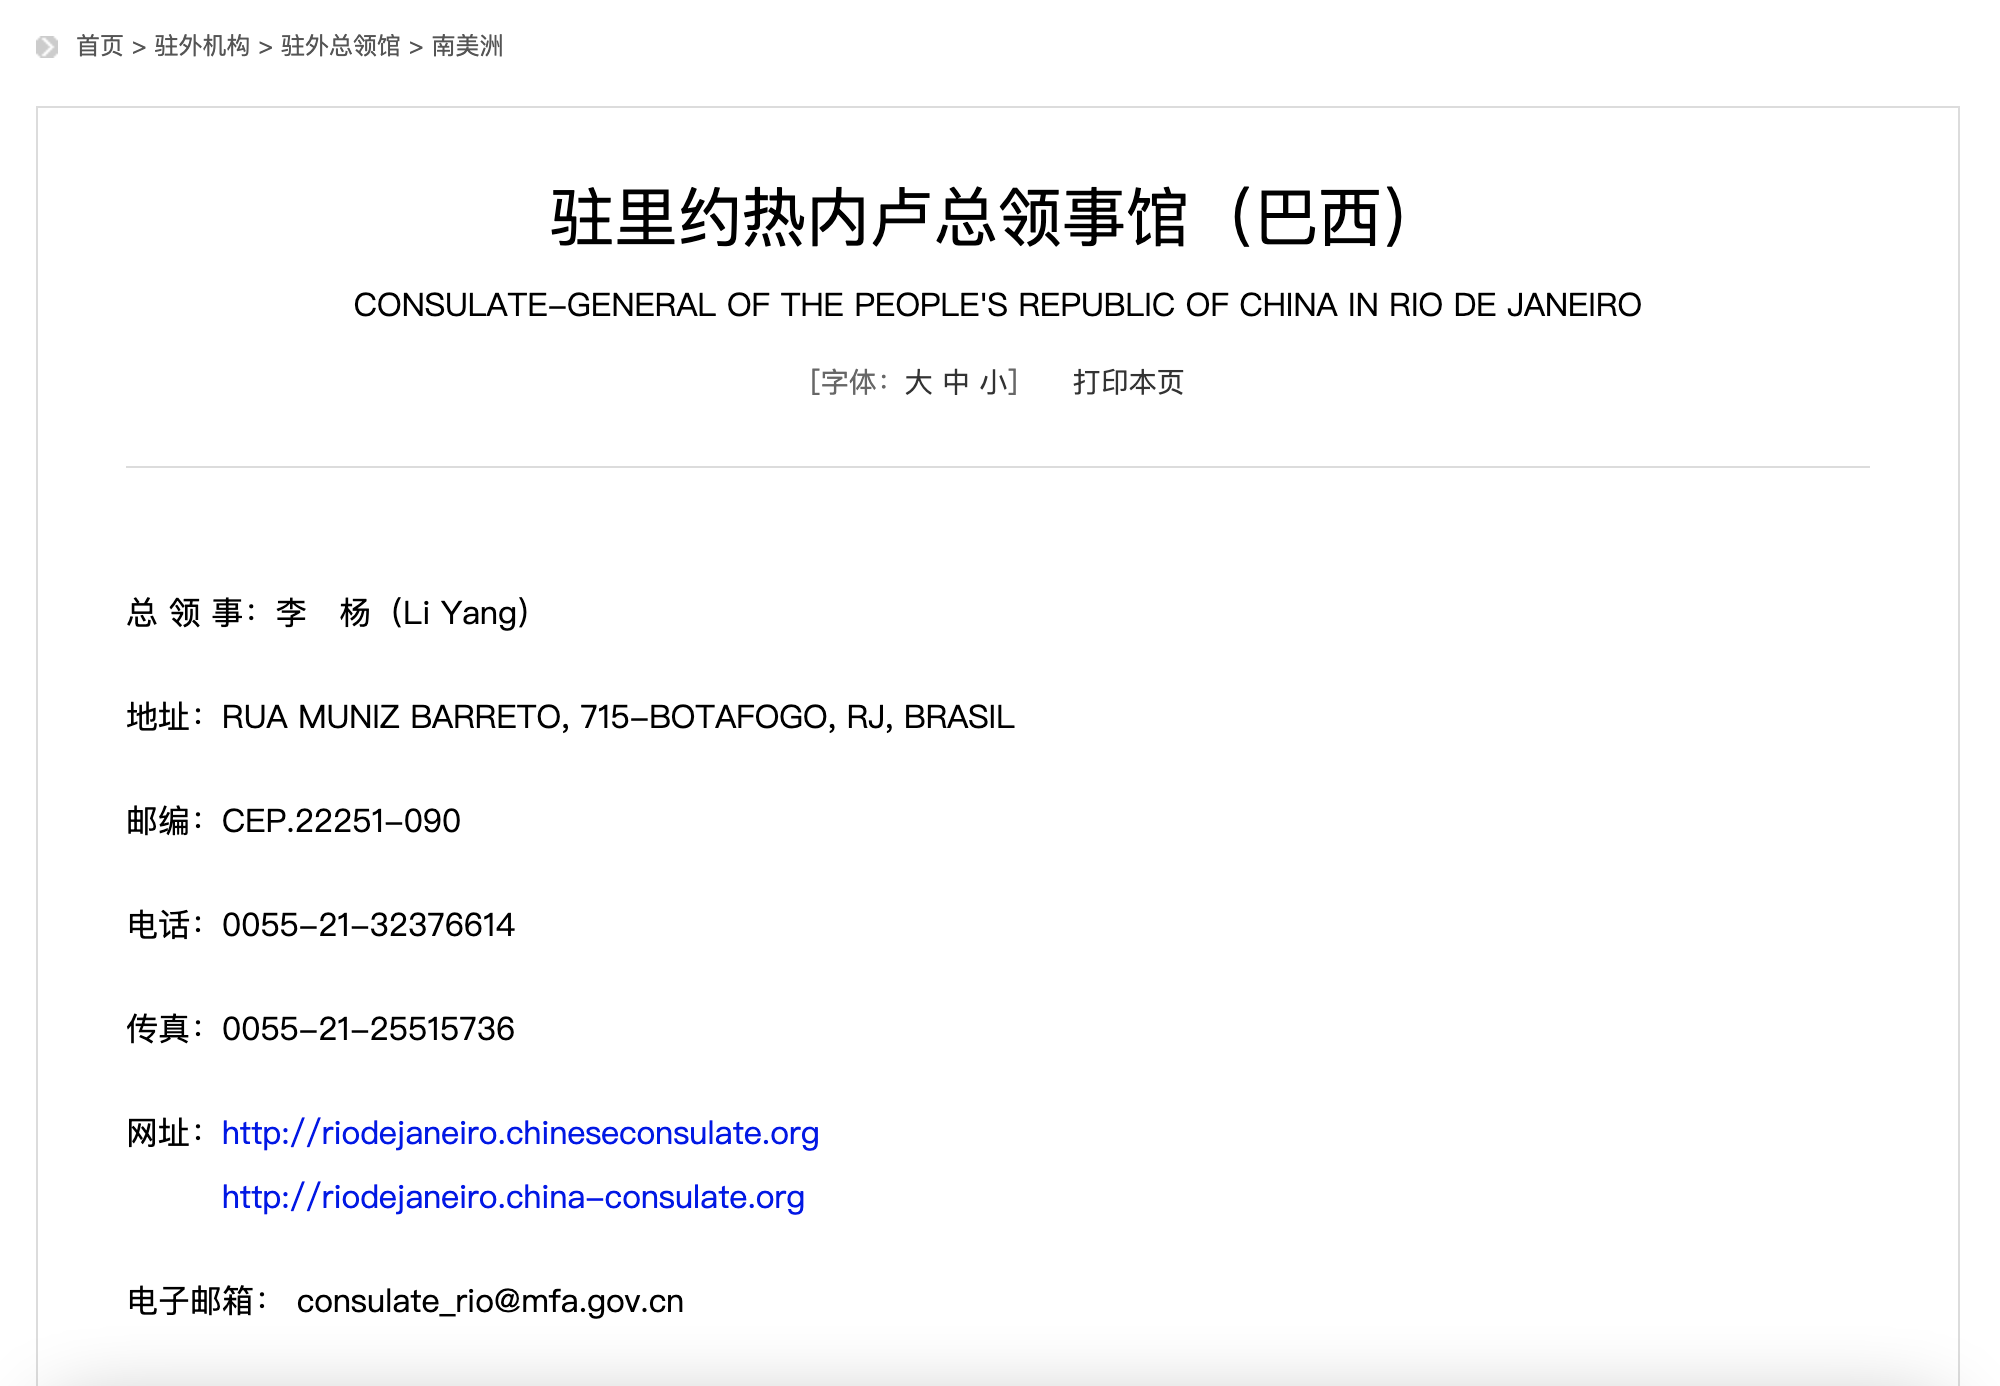 首页 > 驻外机构 > 驻外总领馆 > 南美洲
驻里约热内卢总领事馆（巴西）
CONSULATE-GENERAL OF THE PEOPLE'S REPUBLIC OF CHINA IN RIO DE JANEIRO
[字体：大 中 小] 打印本页
总 领 事：李　杨（Li Yang）
地址：RUA MUNIZ BARRETO, 715-BOTAFOGO, RJ, BRASIL
邮编：CEP.22251-090
电话：0055-21-32376614
传真：0055-21-25515736
网址：http://riodejaneiro.chineseconsulate.org
http://riodejaneiro.china-consulate.org
电子邮箱： consulate_rio@mfa.gov.cn